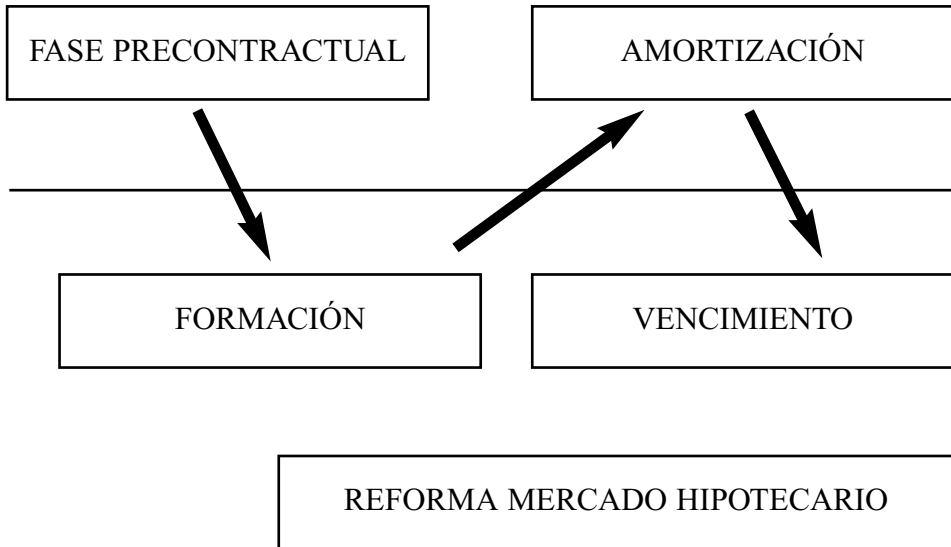 FASE PRECONTRACTUAL
AMORTIZACIÓN
FORMACIÓN
VENCIMIENTO
REFORMA MERCADO HIPOTECARIO